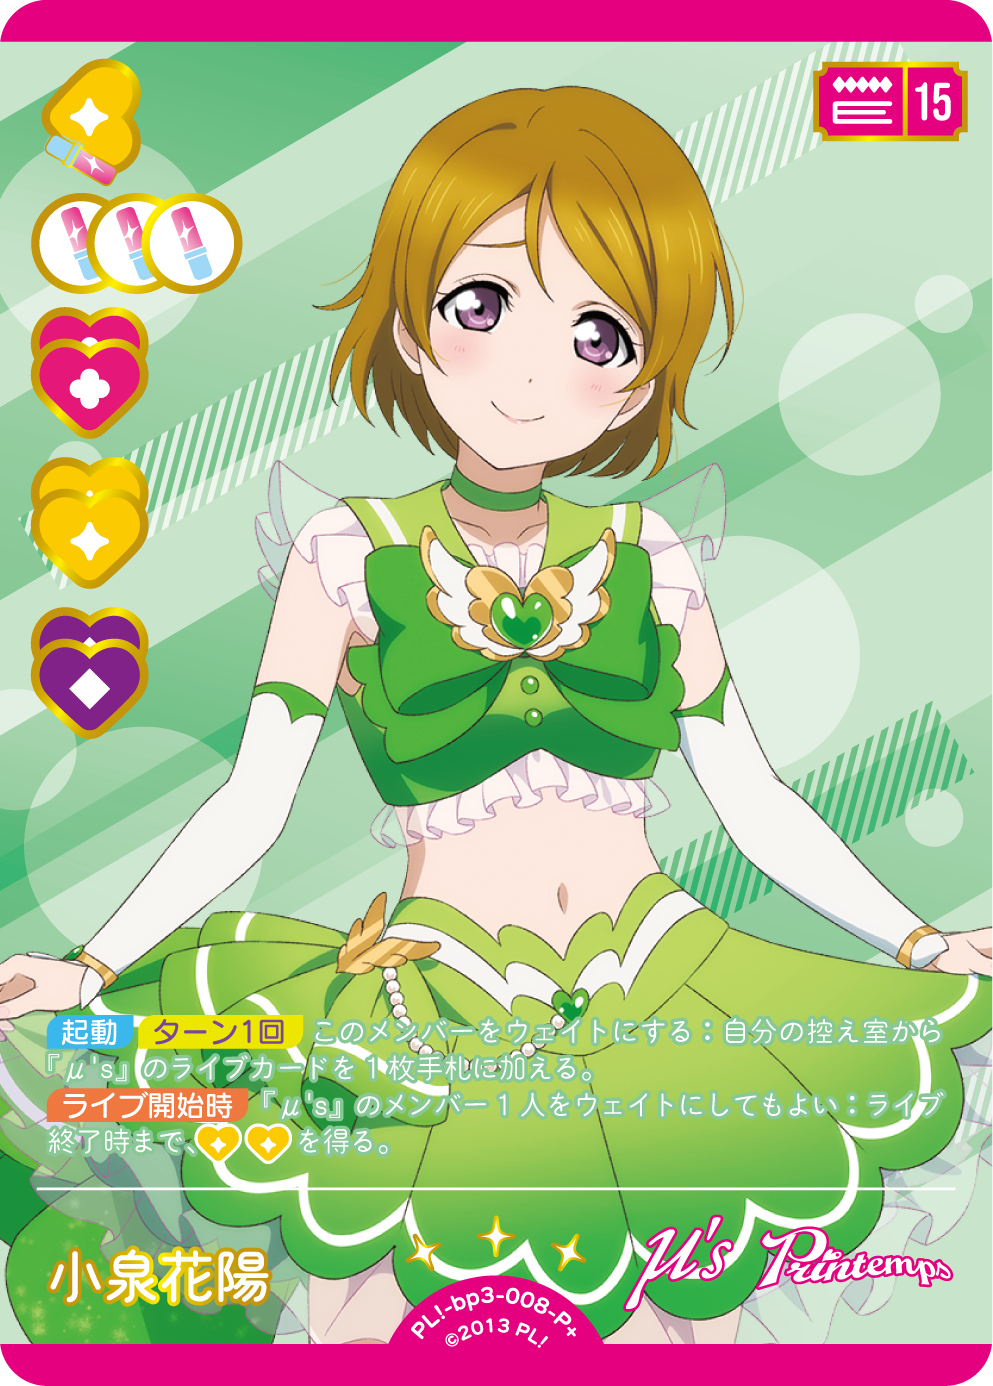 15
起動 ターン1回 このメンバーをウェイトにする：自分の控え室から
『μ's』のライブカードを1枚手札に加える。
ライブ開始時 『μ's』のメンバー1人をウェイトにしてもよい：ライブ
終了時まで、を得る。
小泉花陽
μ's Printemps
PL!-bp3-008-P+
©2013 PL!